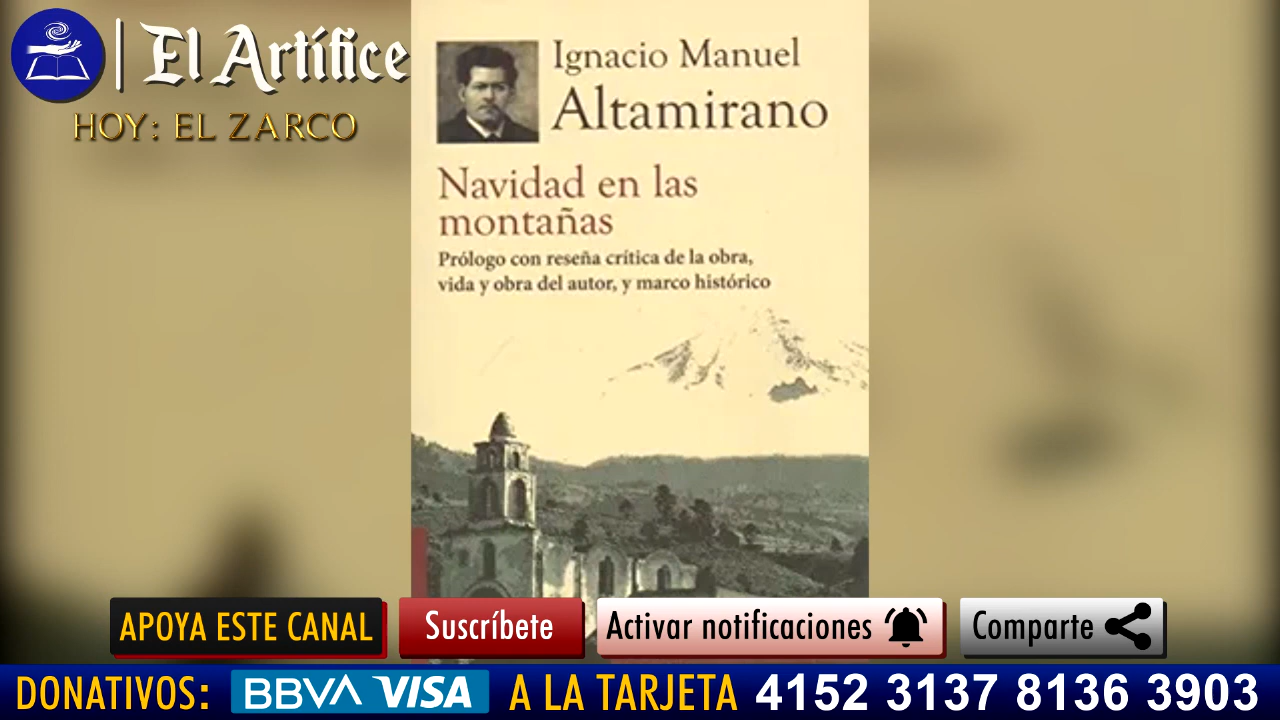 El Artífice
HOY: EL ZARCO
Ignacio Manuel
Altamirano
Navidad en las
montañas
Prólogo con reseña crítica de la obra,
vida y obra del autor, y marco histórico
APOYA ESTE CANAL
Suscríbete
Activar notificaciones
Comparte
DONATIVOS: BBVA VISA A LA TARJETA 4152 3137 8136 3903